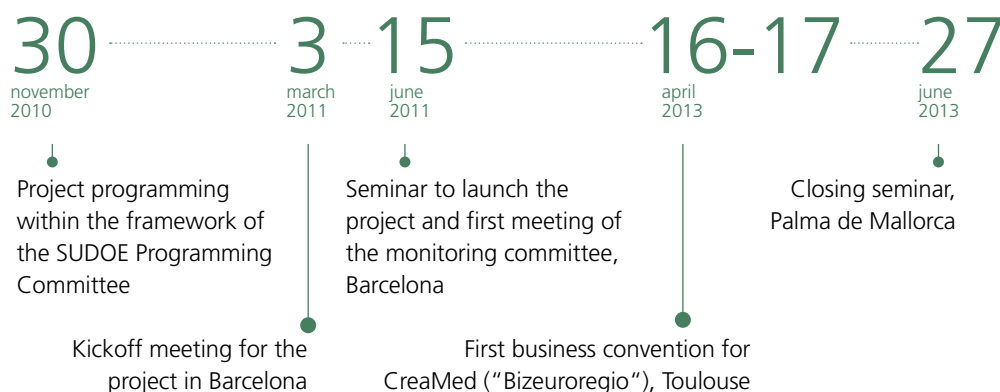 30
november
2010
3
march
2011
15
june
2011
16-17
april
2013
27
june
2013
Project programming
within the framework of
the SUDOE Programming
Committee
Kickoff meeting for the
project in Barcelona
Seminar to launch the
project and first meeting of
the monitoring committee,
Barcelona
First business convention for
CreaMed (“Bizeuroregio“), Toulouse
Closing seminar,
Palma de Mallorca